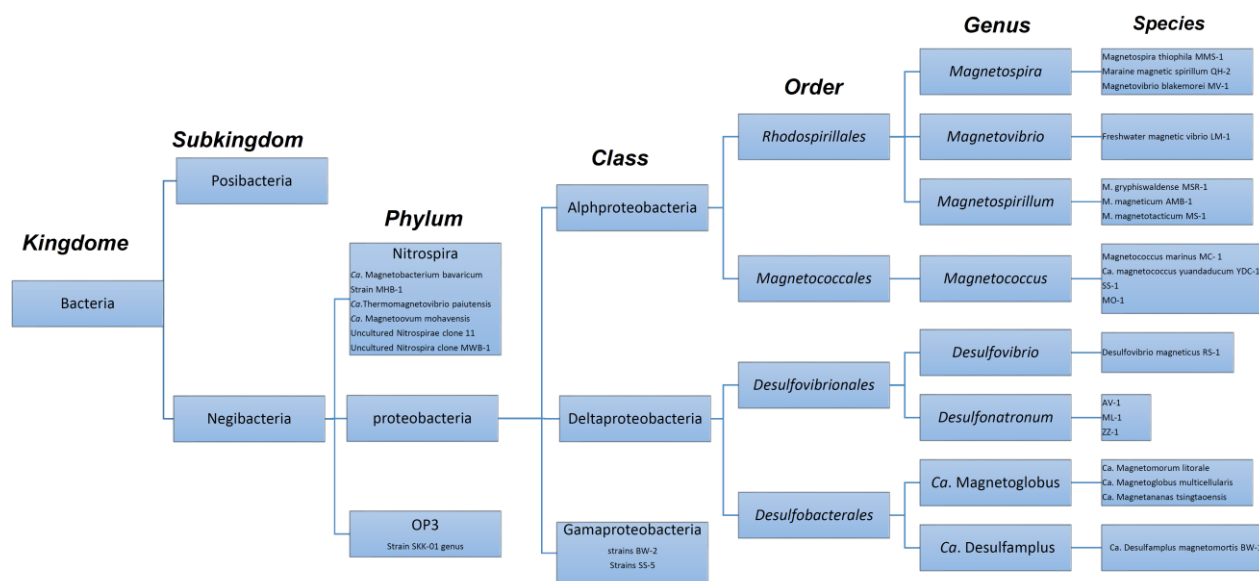 Kingdome
Bacteria
Subkingdom
Posibacteria
Negibacteria
Phylum
Nitrospira
Ca. Magnetobacterium bavaricum
Strain MHB-1
Ca.Thermomagnetovibrio paiutensis
Ca. Magnetoovum mohavensis
Uncultured Nitrospirae clone 11
Uncultured Nitrospira clone MWB-1
proteobacteria
OP3
Strain SKK-01 genus
Class
Alphproteobacteria
Deltaproteobacteria
Gamaproteobacteria
strains BW-2
Strains SS-5
Order
Rhodospirillales
Magnetococcales
Desulfovibrionales
Desulfobacterales
Genus
Magnetospira
Magnetovibrio
Magnetospirillum
Magnetococcus
Desulfovibrio
Desulfonatronum
Ca. Magnetoglobus
Ca. Desulfamplus
Species
Magnetospira thiophila MMS-1
Maraine magnetic spirillum QH-2
Magnetovibrio blakemorei MV-1
Freshwater magnetic vibrio LM-1
M. gryphiswaldense MSR-1
M. magneticum AMB-1
M. magnetotacticum MS-1
Magnetococcus marinus MC- 1
Ca. magnetococcus yuandaducum YDC-1
SS-1
MO-1
Desulfovibrio magneticus RS-1
AV-1
ML-1
ZZ-1
Ca. Magnetomorum litorale
Ca. Magnetoglobus multicellularis
Ca. Magnetananas tsingtaoensis
Ca. Desulfamplus magnetomortis BW-1